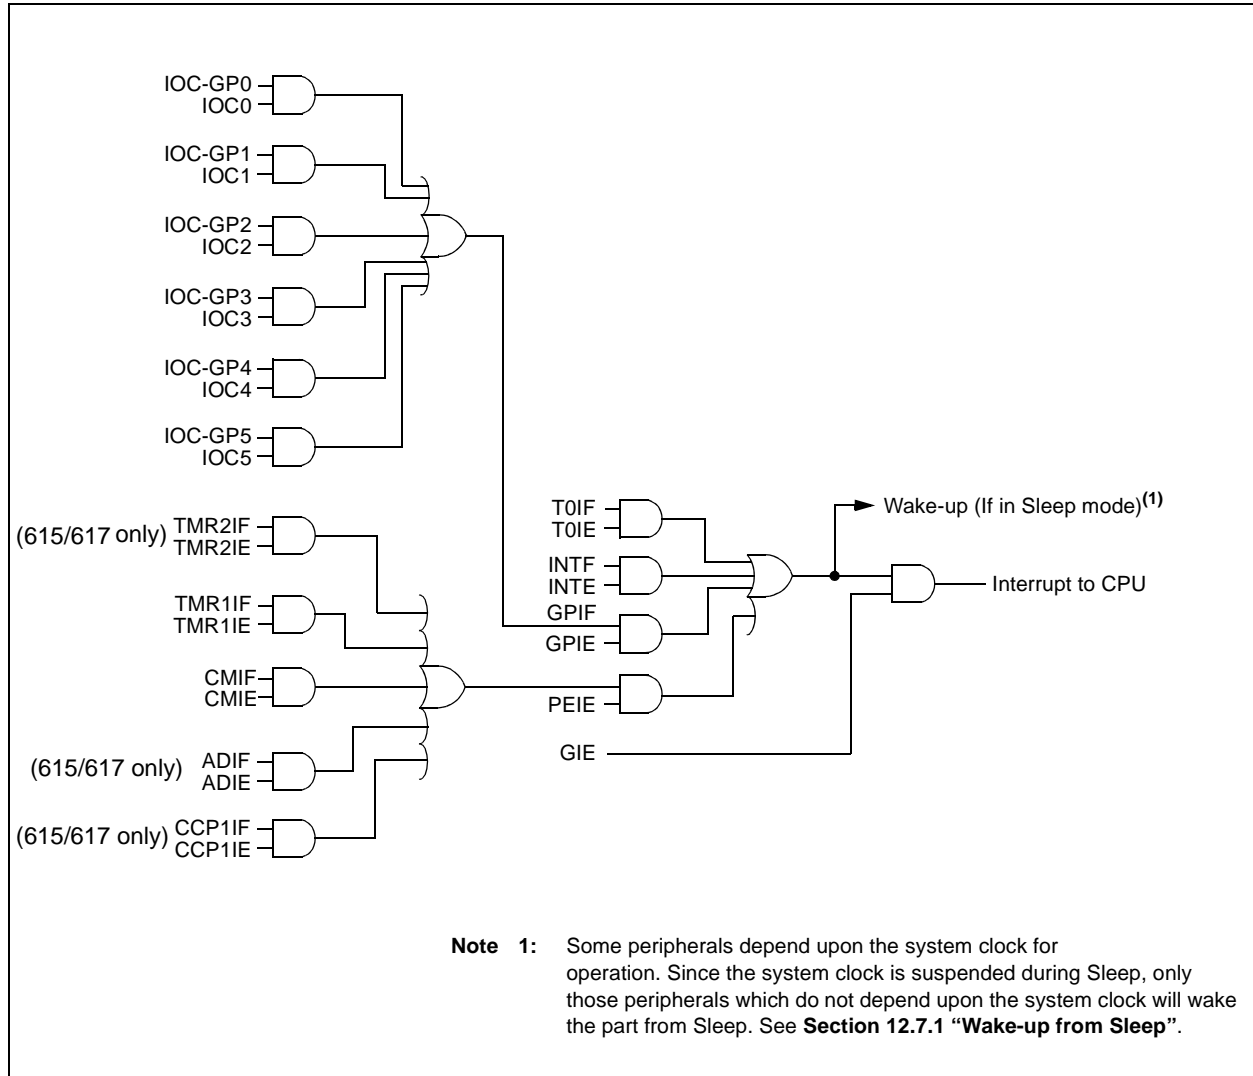 IOC-GP0
IOC0
IOC-GP1
IOC1
IOC-GP2
IOC2
IOC-GP3
IOC3
IOC-GP4
IOC4
IOC-GP5
IOC5
(615/617 only) TMR2IF
TMR2IE
TMR1IF
TMR1IE
CMIF
CMIE
(615/617 only) ADIF
ADIE
(615/617 only) CCP1IF
CCP1IE
T0IF
T0IE
INTF
INTE
GPIF
GPIE
PEIE
GIE
Wake-up (If in Sleep mode)(1)
Interrupt to CPU
Note 1: Some peripherals depend upon the system clock for
operation. Since the system clock is suspended during Sleep, only
those peripherals which do not depend upon the system clock will wake
the part from Sleep. See Section 12.7.1 “Wake-up from Sleep”.